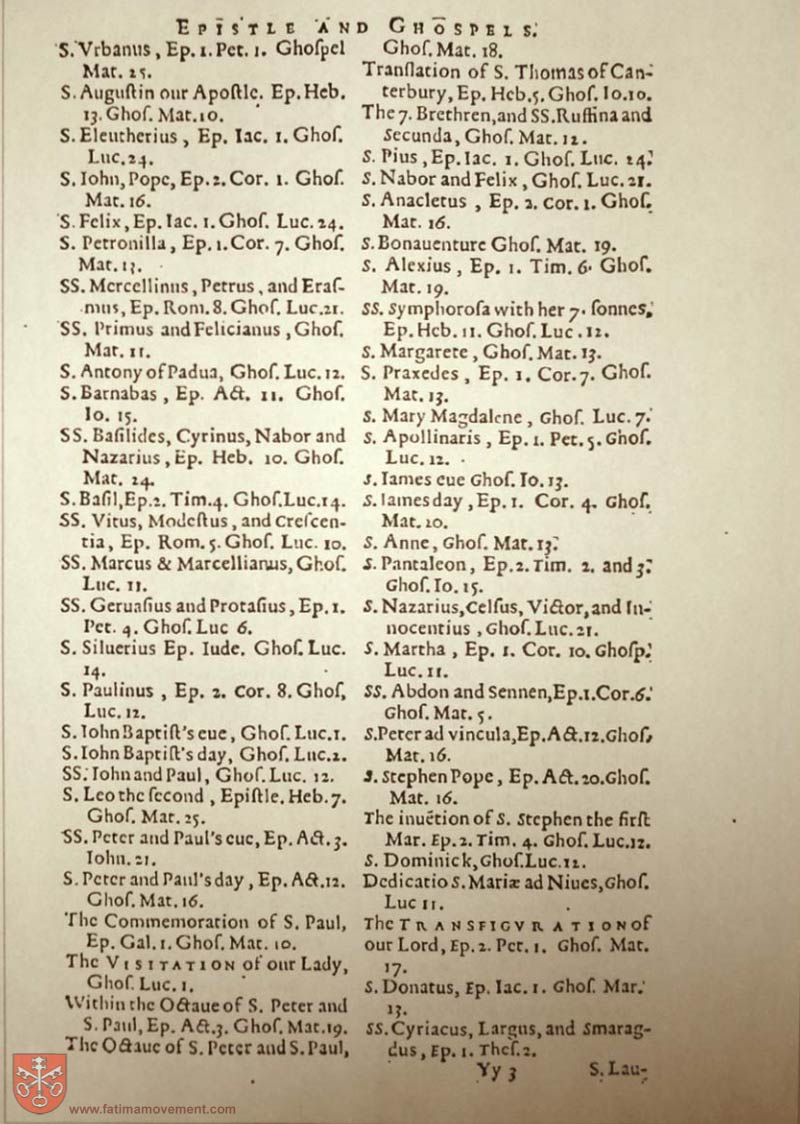 EPISTLE AND GHOSPELS.
S. Vrbanus, Ep. 1. Pet. 1. Ghoſpel
Mat. 25.
S. Auguſtin our Apoſtle. Ep. Heb.
13. Ghoſ. Mat. 10.
S. Eleutherius, Ep. Iac. 1. Ghoſ.
Luc. 24.
S. Iohn, Pope, Ep. 2. Cor. 1. Ghoſ.
Mat. 16.
S. Felix, Ep. Iac. 1. Ghoſ. Luc. 24.
S. Petronilla, Ep. 1. Cor. 7. Ghoſ.
Mat. 13.
SS. Mercellinus, Petrus, and Eraſ-
mus, Ep. Rom. 8. Ghoſ. Luc. 21.
SS. Primus and Felicianus, Ghoſ.
Mat. 11.
S. Antony of Padua, Ghoſ. Luc. 12.
S. Barnabas, Ep. Act. 11. Ghoſ.
Io. 15.
SS. Baſilides, Cyrinus, Nabor and
Nazarius, Ep. Heb. 10. Ghoſ.
Mat. 24.
S. Baſil, Ep. 2. Tim. 4. Ghoſ. Luc. 14.
SS. Vitus, Modeſtus, and Creſcen-
tia, Ep. Rom. 5. Ghoſ. Luc. 10.
SS. Marcus & Marcellianus, Ghoſ.
Luc. 11.
SS. Geruaſius and Protaſius, Ep. 1.
Pet. 4. Ghoſ. Luc 6.
S. Siluerius Ep. Iude. Ghoſ. Luc.
14.
S. Paulinus, Ep. 2. Cor. 8. Ghoſ,
Luc. 12.
S. Iohn Baptiſt's eue, Ghoſ. Luc. 1.
S. Iohn Baptiſt's day, Ghoſ. Luc. 2.
SS. Iohn and Paul, Ghoſ. Luc. 12.
S. Leo the ſecond, Epiſtle. Heb. 7.
Ghoſ. Mat. 25.
SS. Peter and Paul's eue, Ep. Act. 3.
Iohn. 21.
S. Peter and Paul's day, Ep. Act. 12.
Ghoſ. Mat. 16.
The Commemoration of S. Paul,
Ep. Gal. 1. Ghoſ. Mat. 10.
The VISITATION of our Lady,
Ghoſ. Luc. 1.
Within the Octaue of S. Peter and
S. Paul, Ep. Act. 3. Ghoſ. Mat. 19.
The Octaue of S. Peter and S. Paul,
Ghoſ. Mat. 18.
Tranſlation of S. Thomas of Can-
terbury, Ep. Heb. 5. Ghoſ. Io. 10.
The 7. Brethren, and SS. Ruffina and
Secunda, Ghoſ. Mat. 12.
S. Pius, Ep. Iac. 1. Ghoſ. Luc. 24.
S. Nabor and Felix, Ghoſ. Luc. 21.
S. Anacletus, Ep. 2. Cor. 1. Ghoſ.
Mat. 16.
S. Bonauenture Ghoſ. Mat. 19.
S. Alexius, Ep. 1. Tim. 6. Ghoſ.
Mat. 19.
SS. Symphoroſa with her 7. ſonnes,
Ep. Heb. 11. Ghoſ. Luc. 12.
S. Margarete, Ghoſ. Mat. 13.
S. Praxedes, Ep. 1. Cor. 7. Ghoſ.
Mat. 13.
S. Mary Magdalene, Ghoſ. Luc. 7.
S. Apollinaris, Ep. 1. Pet. 5. Ghoſ.
Luc. 12.
S. Iames eue Ghoſ. Io. 13.
S. Iames day, Ep. 1. Cor. 4. Ghoſ.
Mat. 20.
S. Anne, Ghoſ. Mat. 13.
S. Pantaleon, Ep. 2. Tim. 2. and 3.
Ghoſ. Io. 15.
S. Nazarius, Celſus, Victor, and In-
nocentius, Ghoſ. Luc. 21.
S. Martha, Ep. 1. Cor. 10. Ghoſp.
Luc. 11.
SS. Abdon and Sennen, Ep. 1. Cor. 6.
Ghoſ. Mat. 5.
S. Peter ad vincula, Ep. Act. 12. Ghoſ,
Mat. 16.
S. Stephen Pope, Ep. Act. 20. Ghoſ.
Mat. 16.
The inuētion of S. Stephen the firſt
Mar. Ep. 2. Tim. 4. Ghoſ. Luc. 12.
S. Dominick, Ghoſ. Luc. 12.
Dedicatio S. Mariæ ad Niues, Ghoſ.
Luc 11.
The TRANSFIGVRATION of
our Lord, Ep. 2. Pet. 1. Ghoſ. Mat.
17.
S. Donatus, Ep. Iac. 1. Ghoſ. Mar.
13.
SS. Cyriacus, Largus, and Smarag-
dus, Ep. 1. Theſ. 2.
Yy 3 S. Lau-
www.fatimamovement.com